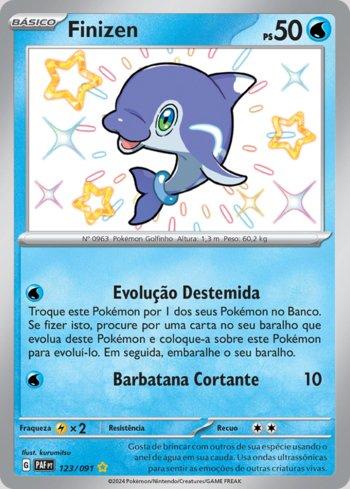 BÁSICO
Finizen
PS 50
Nº 0963 Pokémon Golfinho Altura: 1,3 m Peso: 60,2 kg
Evolução Destemida
Troque este Pokémon por 1 dos seus Pokémon no Banco.
Se fizer isto, procure por uma carta no seu baralho que
evolua deste Pokémon e coloque-a sobre este Pokémon
para evoluí-lo. Em seguida, embaralhe o seu baralho.
Barbatana Cortante 10
Fraqueza ×2 Resistência Recuo
Ilust. kurumitsu
G PAF PT 123/091
Gosta de brincar com outros de sua espécie usando o
anel de água em sua cauda. Usa ondas ultrassônicas
para sentir as emoções de outras criaturas vivas.
©2024 Pokémon/Nintendo/Creatures/GAME FREAK